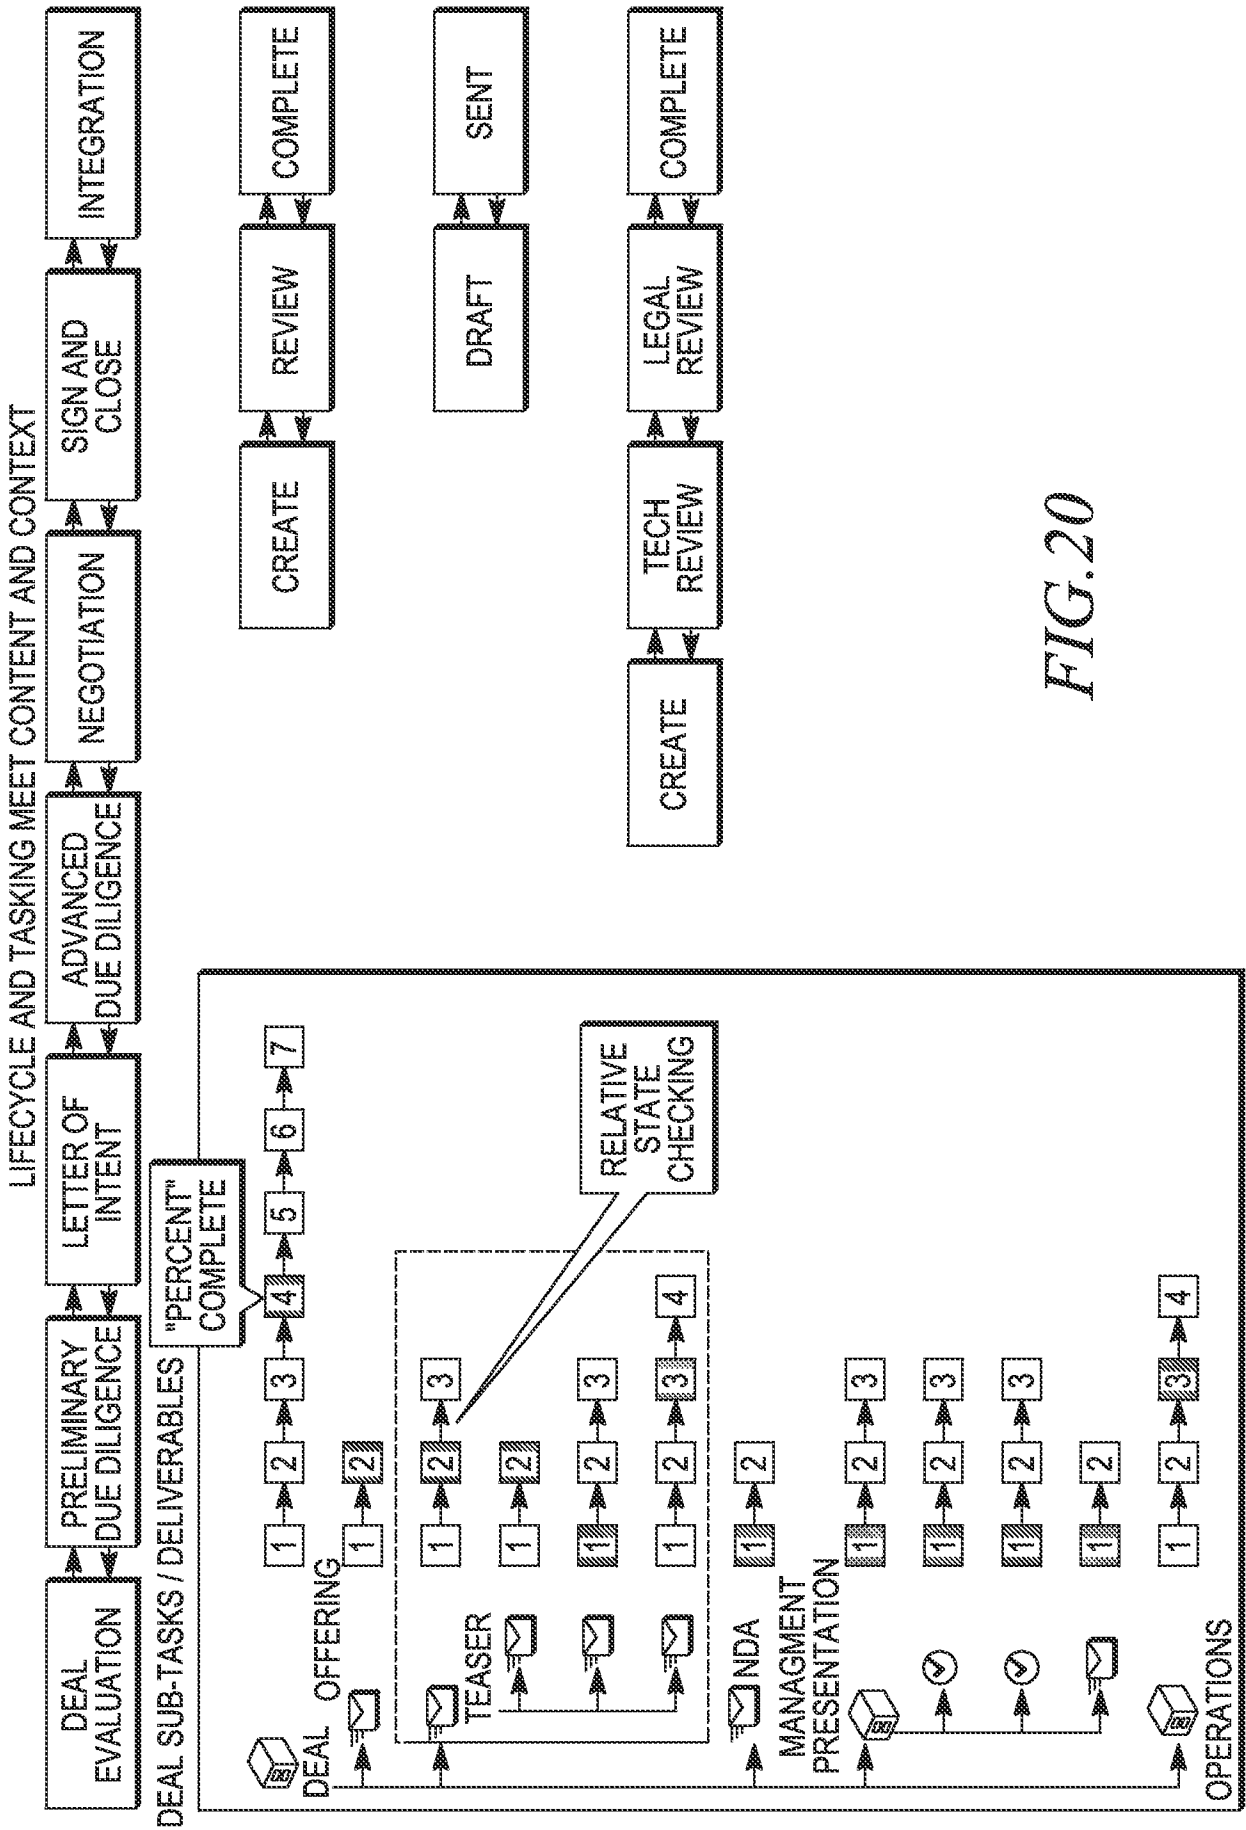 LIFECYCLE AND TASKING MEET CONTENT AND CONTEXT
DEAL
EVALUATION
PRELIMINARY
DUE DILIGENCE
LETTER OF
INTENT
ADVANCED
DUE DILIGENCE
NEGOTIATION
SIGN AND
CLOSE
INTEGRATION
DEAL SUB-TASKS / DELIVERABLES
"PERCENT"
COMPLETE
DEAL
1 2 3 4 5 6 7
OFFERING
1 2
TEASER
1 2 3
1 2
1 2 3
1 2 3 4
RELATIVE
STATE
CHECKING
NDA
1 2
MANAGMENT
PRESENTATION
1 2 3
1 2 3
1 2 3
1 2
OPERATIONS
1 2 3 4
CREATE
REVIEW
COMPLETE
DRAFT
SENT
CREATE
TECH
REVIEW
LEGAL
REVIEW
COMPLETE
FIG.20